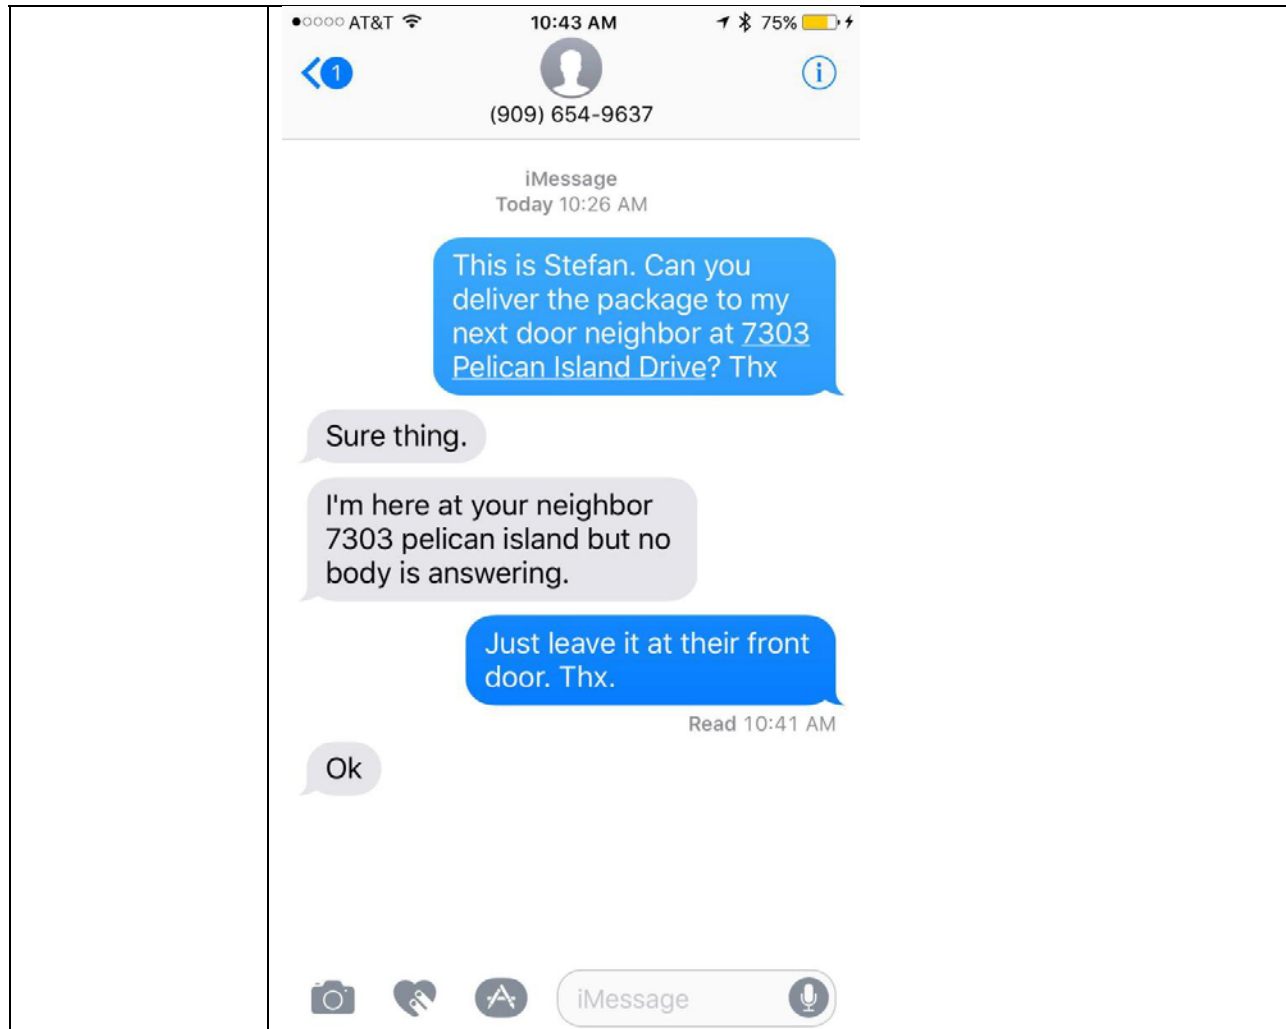 AT&T 10:43 AM 75%
1
(909) 654-9637
iMessage
Today 10:26 AM
This is Stefan. Can you
deliver the package to my
next door neighbor at 7303
Pelican Island Drive? Thx
Sure thing.
I'm here at your neighbor
7303 pelican island but no
body is answering.
Just leave it at their front
door. Thx.
Read 10:41 AM
Ok
iMessage